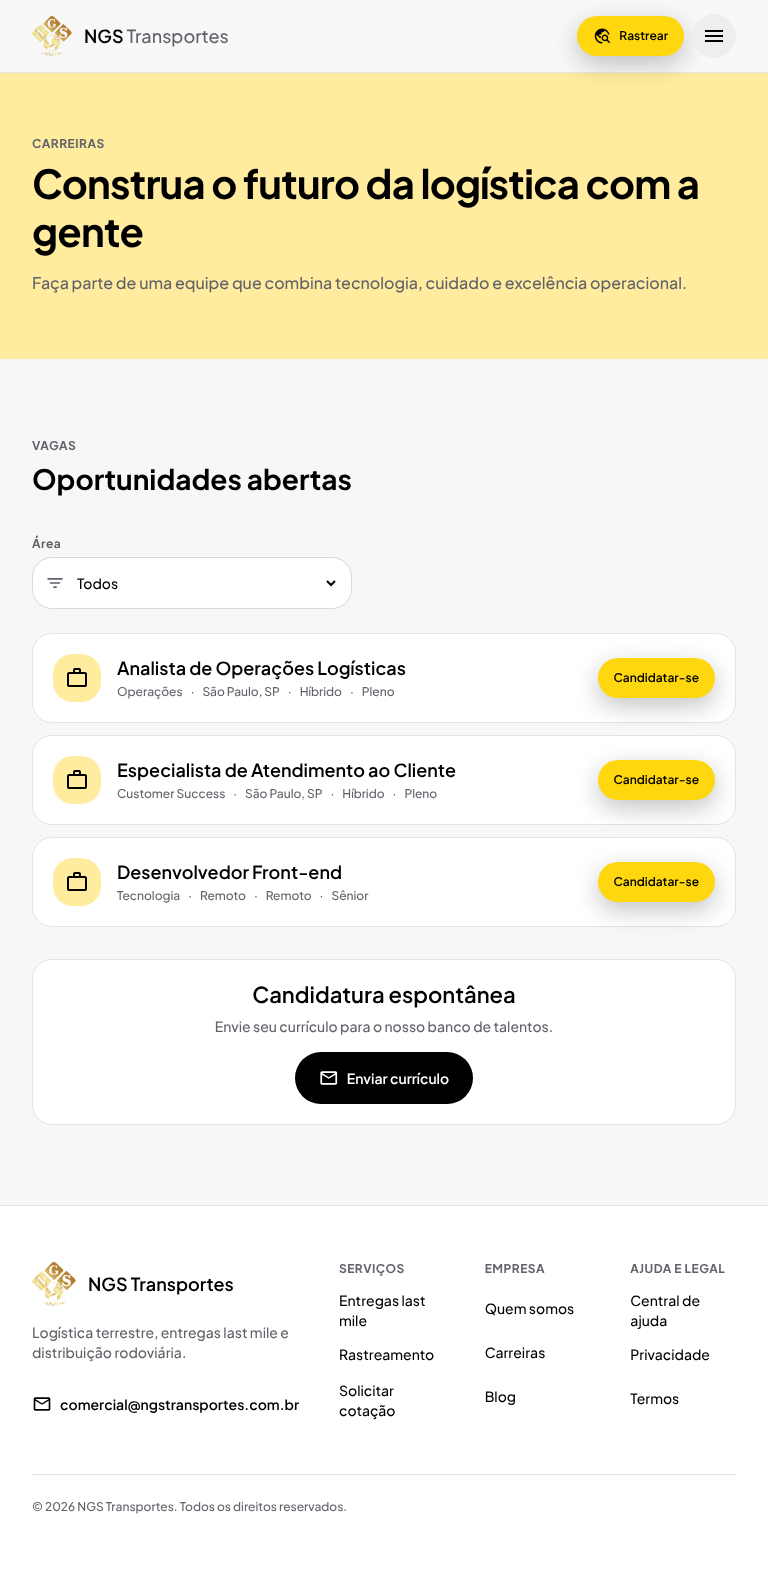 NGS
NGS Transportes
Rastrear
CARREIRAS
Construa o futuro da logística com a
gente
Faça parte de uma equipe que combina tecnologia, cuidado e excelência operacional.
VAGAS
Oportunidades abertas
Área
Todos
Analista de Operações Logísticas
Operações · São Paulo, SP · Híbrido · Pleno
Candidatar-se
Especialista de Atendimento ao Cliente
Customer Success · São Paulo, SP · Híbrido · Pleno
Candidatar-se
Desenvolvedor Front-end
Tecnologia · Remoto · Remoto · Sênior
Candidatar-se
Candidatura espontânea
Envie seu currículo para o nosso banco de talentos.
Enviar currículo
NGS
NGS Transportes
Logística terrestre, entregas last mile e
distribuição rodoviária.
comercial@ngstransportes.com.br
SERVIÇOS
Entregas last
mile
Rastreamento
Solicitar
cotação
EMPRESA
Quem somos
Carreiras
Blog
AJUDA E LEGAL
Central de
ajuda
Privacidade
Termos
© 2026 NGS Transportes. Todos os direitos reservados.